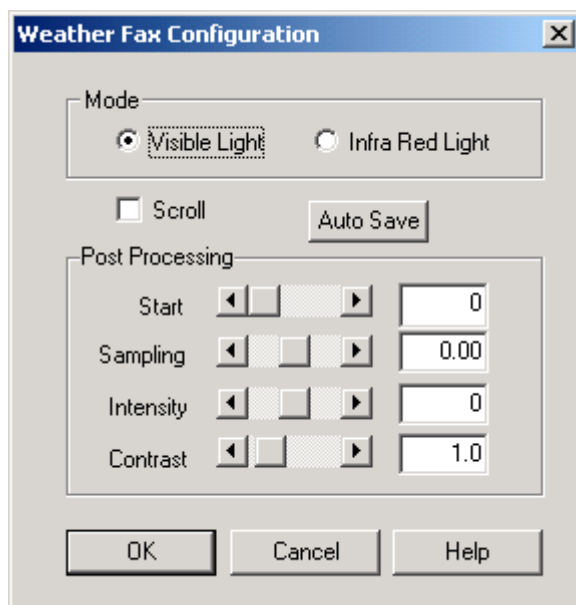 Weather Fax Configuration
Mode
Visible Light Infra Red Light
Scroll Auto Save
Post Processing
Start 0
Sampling 0.00
Intensity 0
Contrast 1.0
OK Cancel Help